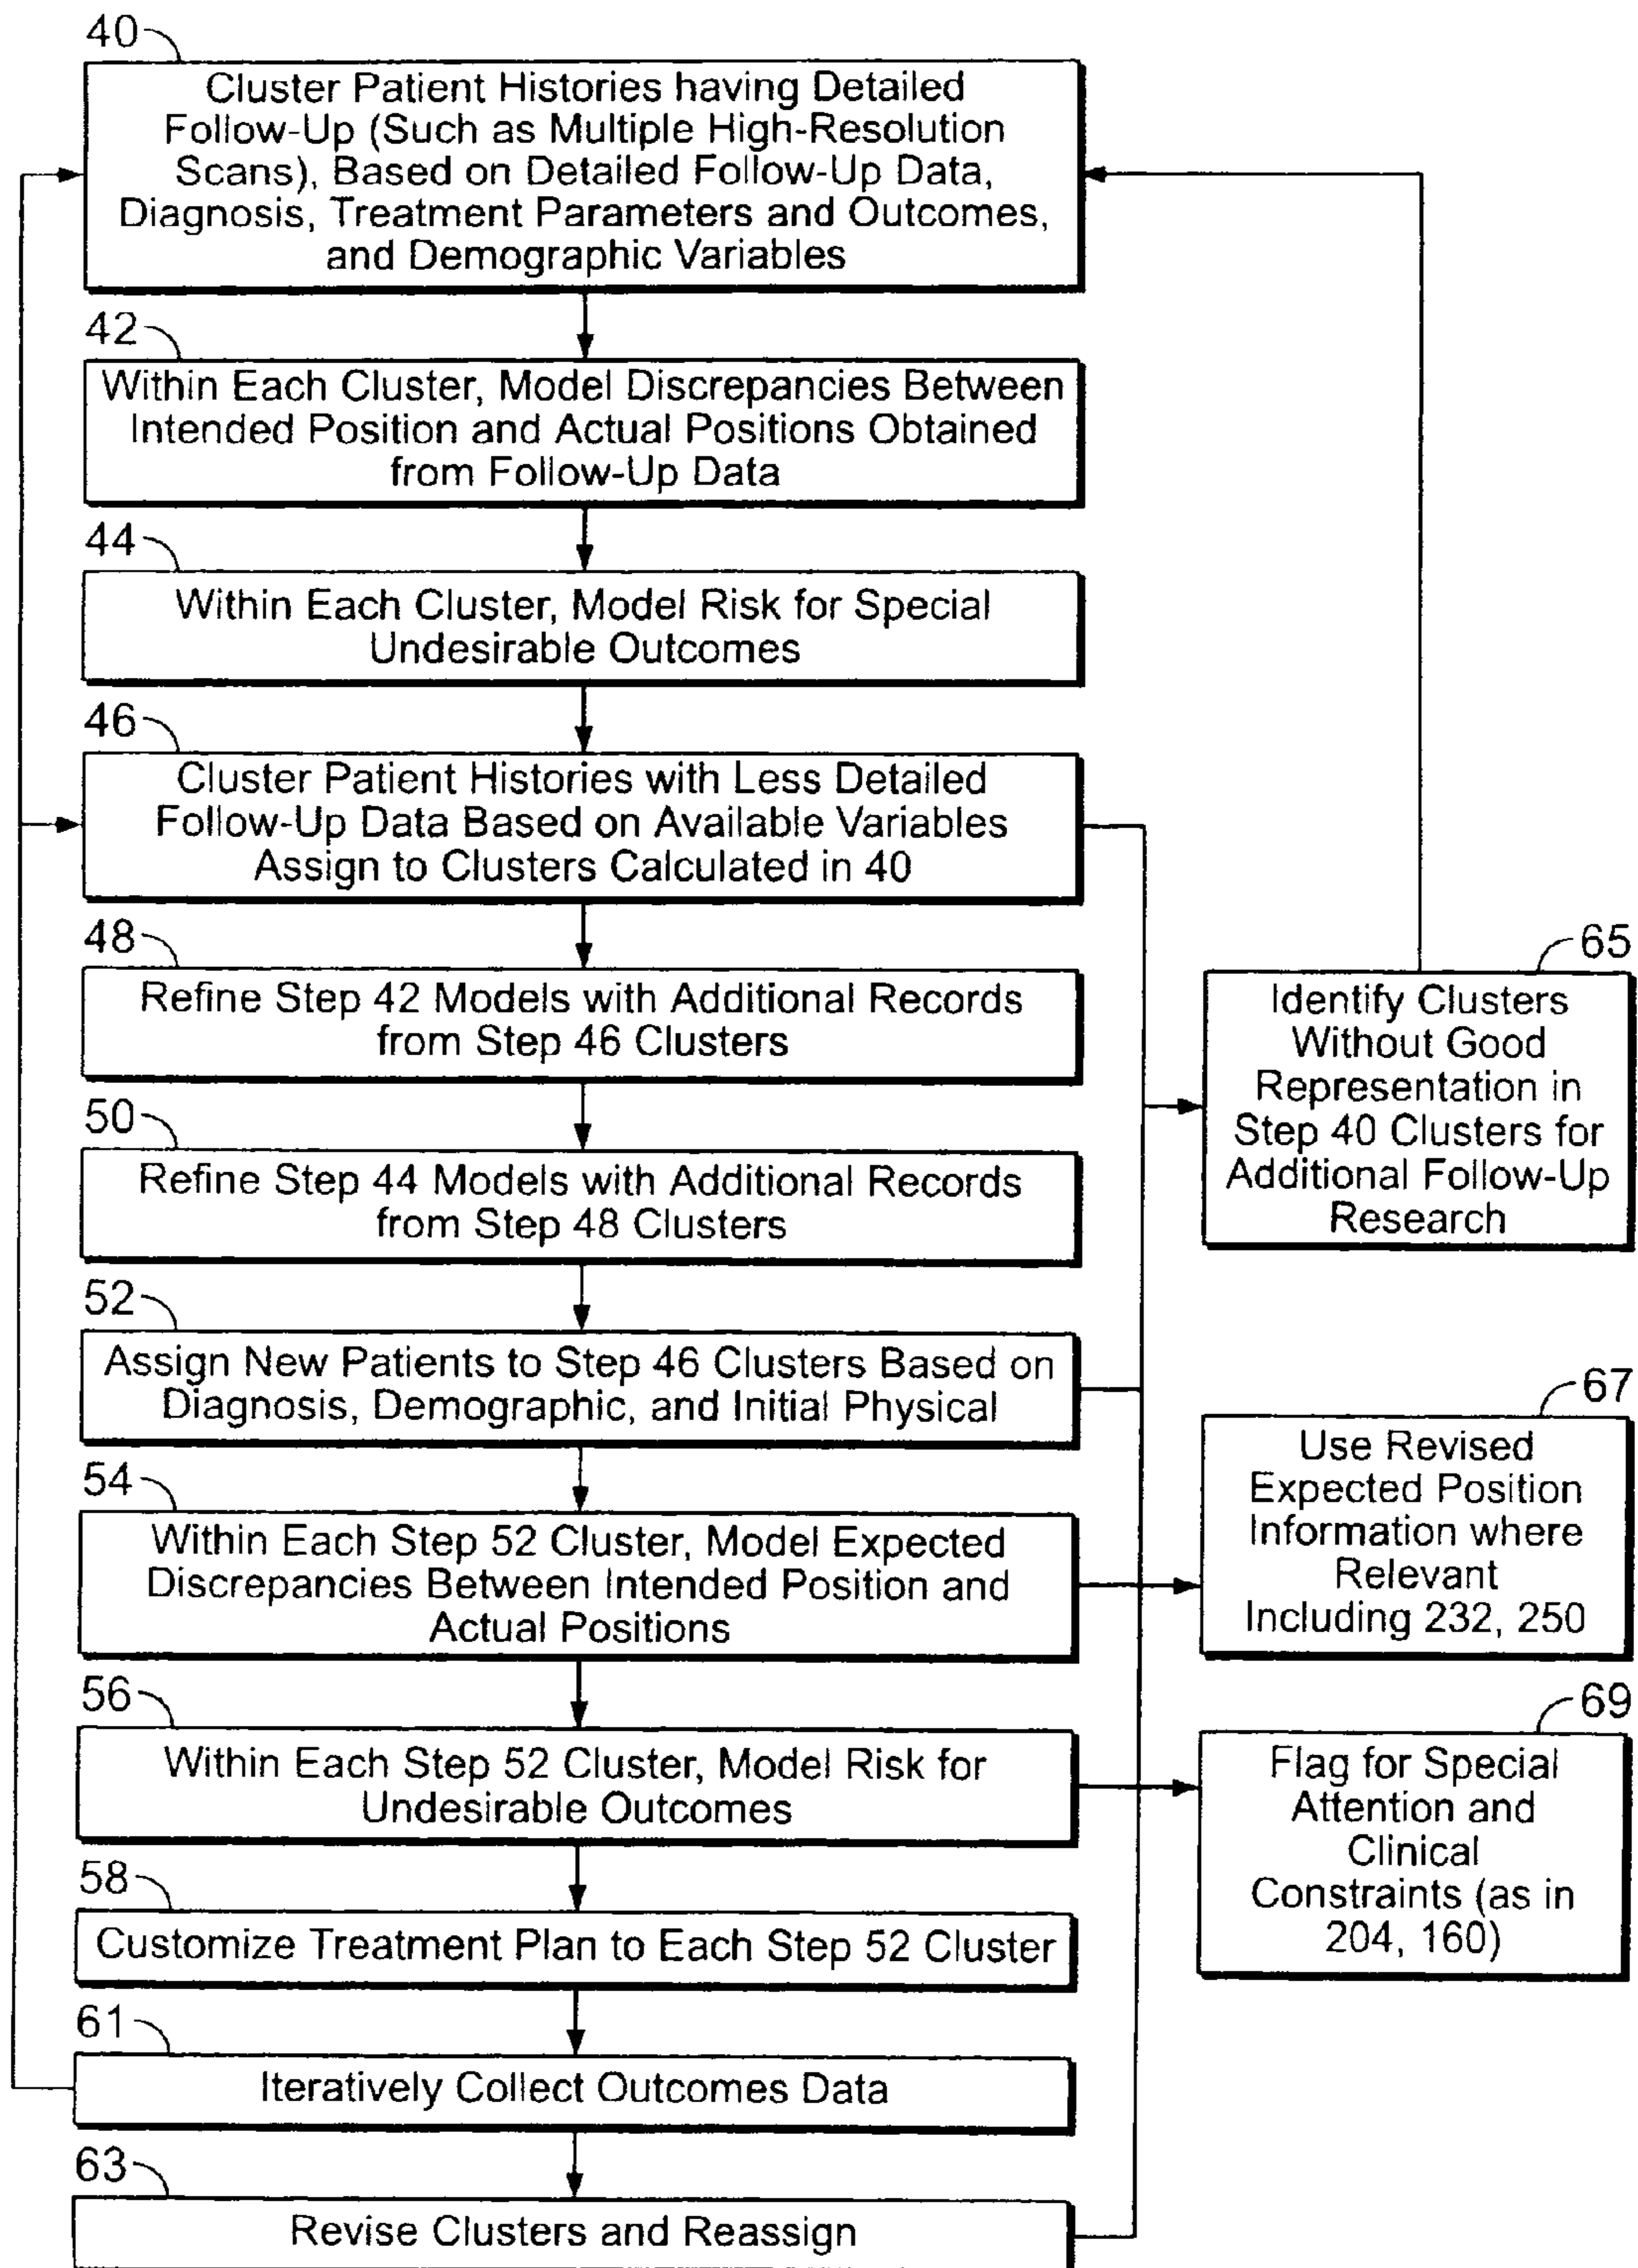 40
Cluster Patient Histories having Detailed
Follow-Up (Such as Multiple High-Resolution
Scans), Based on Detailed Follow-Up Data,
Diagnosis, Treatment Parameters and Outcomes,
and Demographic Variables
42
Within Each Cluster, Model Discrepancies Between
Intended Position and Actual Positions Obtained
from Follow-Up Data
44
Within Each Cluster, Model Risk for Special
Undesirable Outcomes
46
Cluster Patient Histories with Less Detailed
Follow-Up Data Based on Available Variables
Assign to Clusters Calculated in 40
48
Refine Step 42 Models with Additional Records
from Step 46 Clusters
50
Refine Step 44 Models with Additional Records
from Step 48 Clusters
52
Assign New Patients to Step 46 Clusters Based on
Diagnosis, Demographic, and Initial Physical
54
Within Each Step 52 Cluster, Model Expected
Discrepancies Between Intended Position and
Actual Positions
56
Within Each Step 52 Cluster, Model Risk for
Undesirable Outcomes
58
Customize Treatment Plan to Each Step 52 Cluster
61
Iteratively Collect Outcomes Data
63
Revise Clusters and Reassign
65
Identify Clusters
Without Good
Representation in
Step 40 Clusters for
Additional Follow-Up
Research
67
Use Revised
Expected Position
Information where
Relevant
Including 232, 250
69
Flag for Special
Attention and
Clinical
Constraints (as in
204, 160)